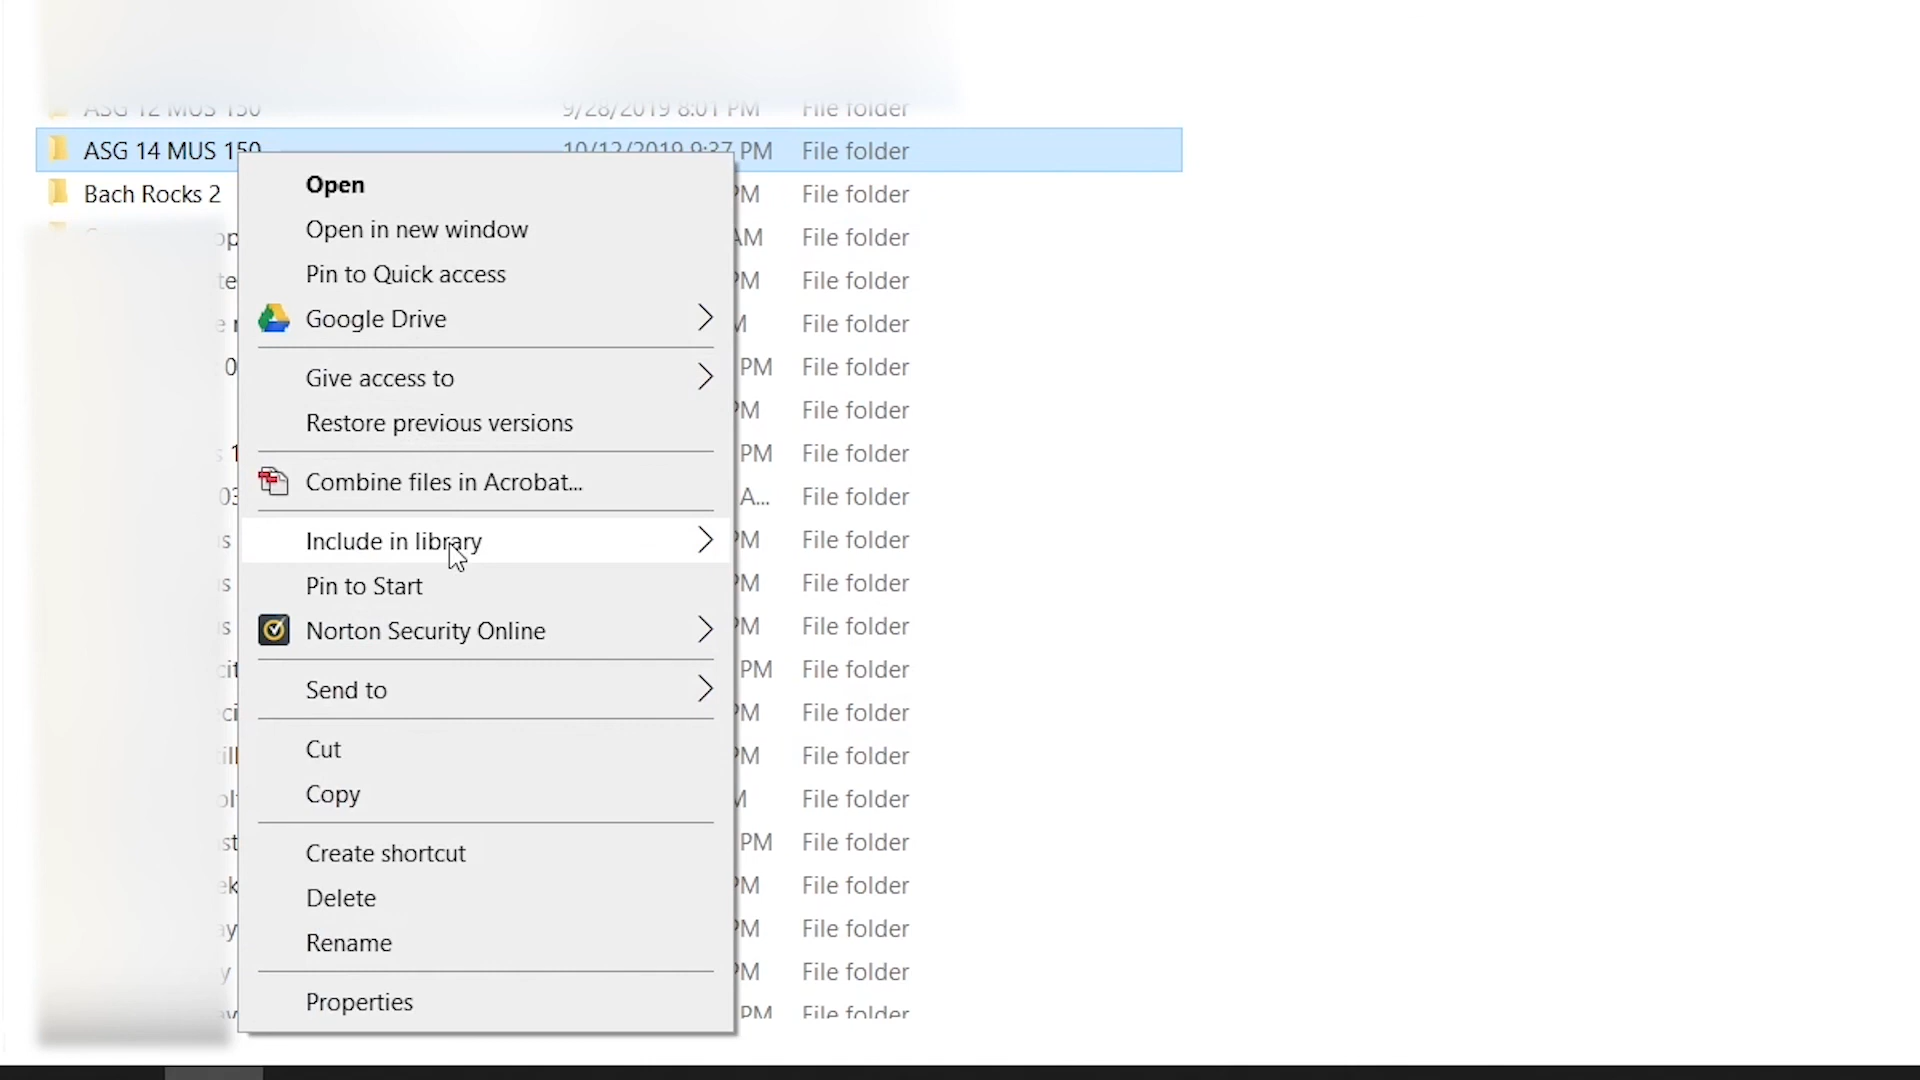 ASG 12 MUS 150 9/28/2019 8:01 PM File folder
ASG 14 MUS 150 10/12/2019 9:37 PM File folder
Open
Bach Rocks 2 PM File folder
Open in new window
AM File folder
Pin to Quick access
PM File folder
Google Drive
File folder
Give access to
PM File folder
Restore previous versions
PM File folder
PM File folder
Combine files in Acrobat...
A... File folder
Include in library
PM File folder
Pin to Start
PM File folder
Norton Security Online
PM File folder
PM File folder
Send to
PM File folder
Cut
PM File folder
Copy
File folder
Create shortcut
PM File folder
Delete
PM File folder
Rename
PM File folder
PM File folder
Properties
PM File folder